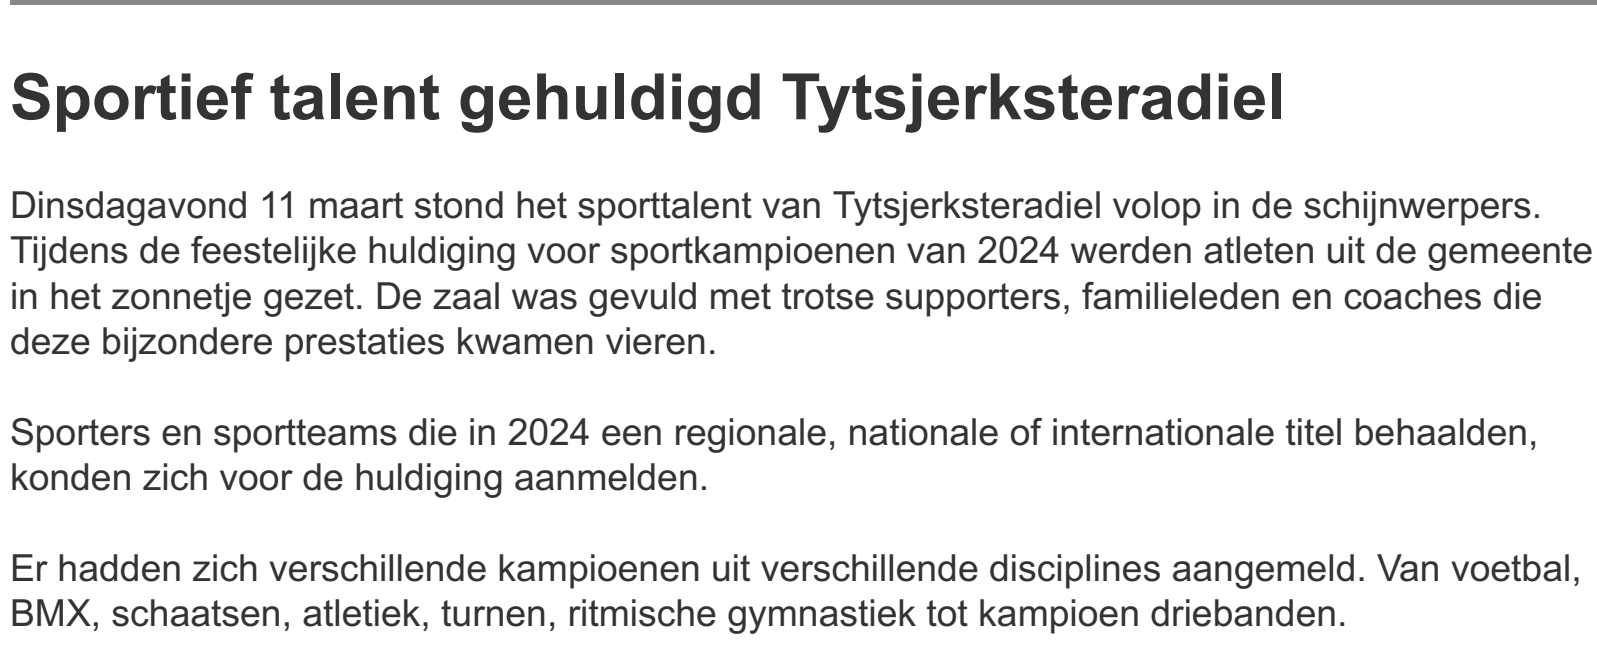 Sportief talent gehuldigd Tytsjerksteradiel
Dinsdagavond 11 maart stond het sporttalent van Tytsjerksteradiel volop in de schijnwerpers.
Tijdens de feestelijke huldiging voor sportkampioenen van 2024 werden atleten uit de gemeente
in het zonnetje gezet. De zaal was gevuld met trotse supporters, familieleden en coaches die
deze bijzondere prestaties kwamen vieren.
Sporters en sportteams die in 2024 een regionale, nationale of internationale titel behaalden,
konden zich voor de huldiging aanmelden.
Er hadden zich verschillende kampioenen uit verschillende disciplines aangemeld. Van voetbal,
BMX, schaatsen, atletiek, turnen, ritmische gymnastiek tot kampioen driebanden.